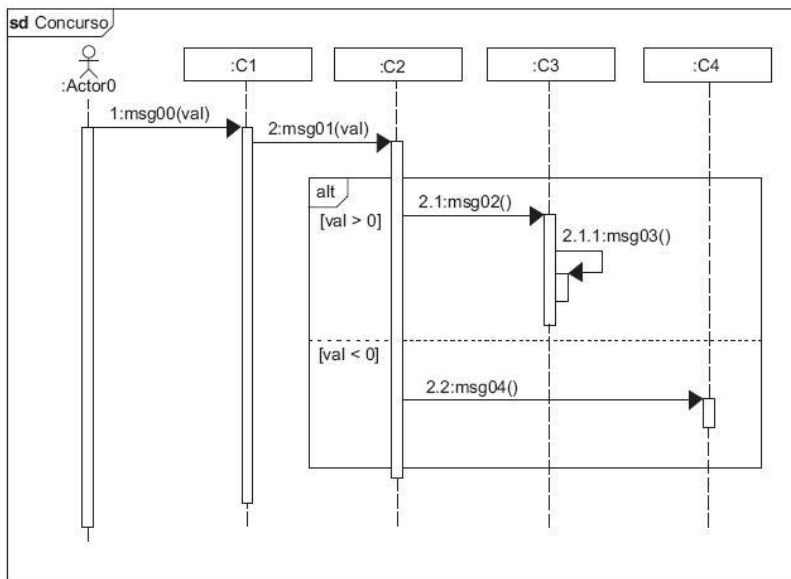 sd Concurso
:Actor0
:C1
:C2
:C3
:C4
1:msg00(val)
2:msg01(val)
alt
[val > 0]
2.1:msg02()
2.1.1:msg03()
[val < 0]
2.2:msg04()